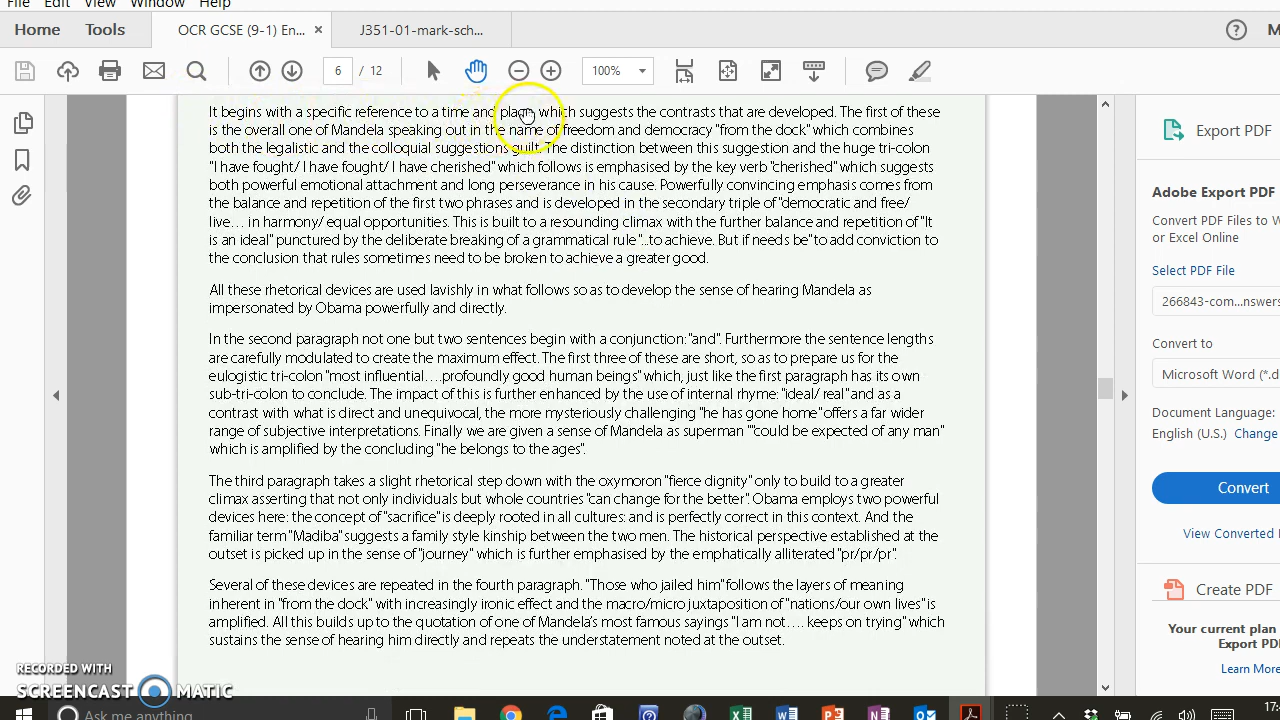 File Edit View Window Help
Home Tools OCR GCSE (9-1) En... × J351-01-mark-sch...
6 / 12 100%
It begins with a specific reference to a time and place which suggests the contrasts that are developed. The first of these
is the overall one of Mandela speaking out in the name of freedom and democracy "from the dock" which combines
both the legalistic and the colloquial suggestions guilt. The distinction between this suggestion and the huge tri-colon
"I have fought/ I have fought/ I have cherished" which follows is emphasised by the key verb "cherished" which suggests
both powerful emotional attachment and long perseverance in his cause. Powerfully convincing emphasis comes from
the balance and repetition of the first two phrases and is developed in the secondary triple of "democratic and free/
live… in harmony/ equal opportunities. This is built to a resounding climax with the further balance and repetition of "It
is an ideal" punctured by the deliberate breaking of a grammatical rule "...to achieve. But if needs be" to add conviction to
the conclusion that rules sometimes need to be broken to achieve a greater good.
All these rhetorical devices are used lavishly in what follows so as to develop the sense of hearing Mandela as
impersonated by Obama powerfully and directly.
In the second paragraph not one but two sentences begin with a conjunction: "and". Furthermore the sentence lengths
are carefully modulated to create the maximum effect. The first three of these are short, so as to prepare us for the
eulogistic tri-colon "most influential….profoundly good human beings" which, just like the first paragraph has its own
sub-tri-colon to conclude. The impact of this is further enhanced by the use of internal rhyme: "ideal/ real" and as a
contrast with what is direct and unequivocal, the more mysteriously challenging "he has gone home" offers a far wider
range of subjective interpretations. Finally we are given a sense of Mandela as superman ""could be expected of any man"
which is amplified by the concluding "he belongs to the ages".
The third paragraph takes a slight rhetorical step down with the oxymoron "fierce dignity" only to build to a greater
climax asserting that not only individuals but whole countries "can change for the better". Obama employs two powerful
devices here: the concept of "sacrifice" is deeply rooted in all cultures: and is perfectly correct in this context. And the
familiar term "Madiba" suggests a family style kinship between the two men. The historical perspective established at the
outset is picked up in the sense of "journey" which is further emphasised by the emphatically alliterated "pr/pr/pr".
Several of these devices are repeated in the fourth paragraph. "Those who jailed him" follows the layers of meaning
inherent in "from the dock" with increasingly ironic effect and the macro/micro juxtaposition of "nations/our own lives" is
amplified. All this builds up to the quotation of one of Mandela's most famous sayings "I am not…. keeps on trying" which
sustains the sense of hearing him directly and repeats the understatement noted at the outset.
Export PDF
Adobe Export PDF
Convert PDF Files to W
or Excel Online
Select PDF File
266843-com...nswers
Convert to
Microsoft Word (*.d
Document Language:
English (U.S.) Change
Convert
View Converted
Create PDF
Your current plan
Export PD
Learn More
RECORDED WITH
SCREENCAST MATIC
Ask me anything
17: